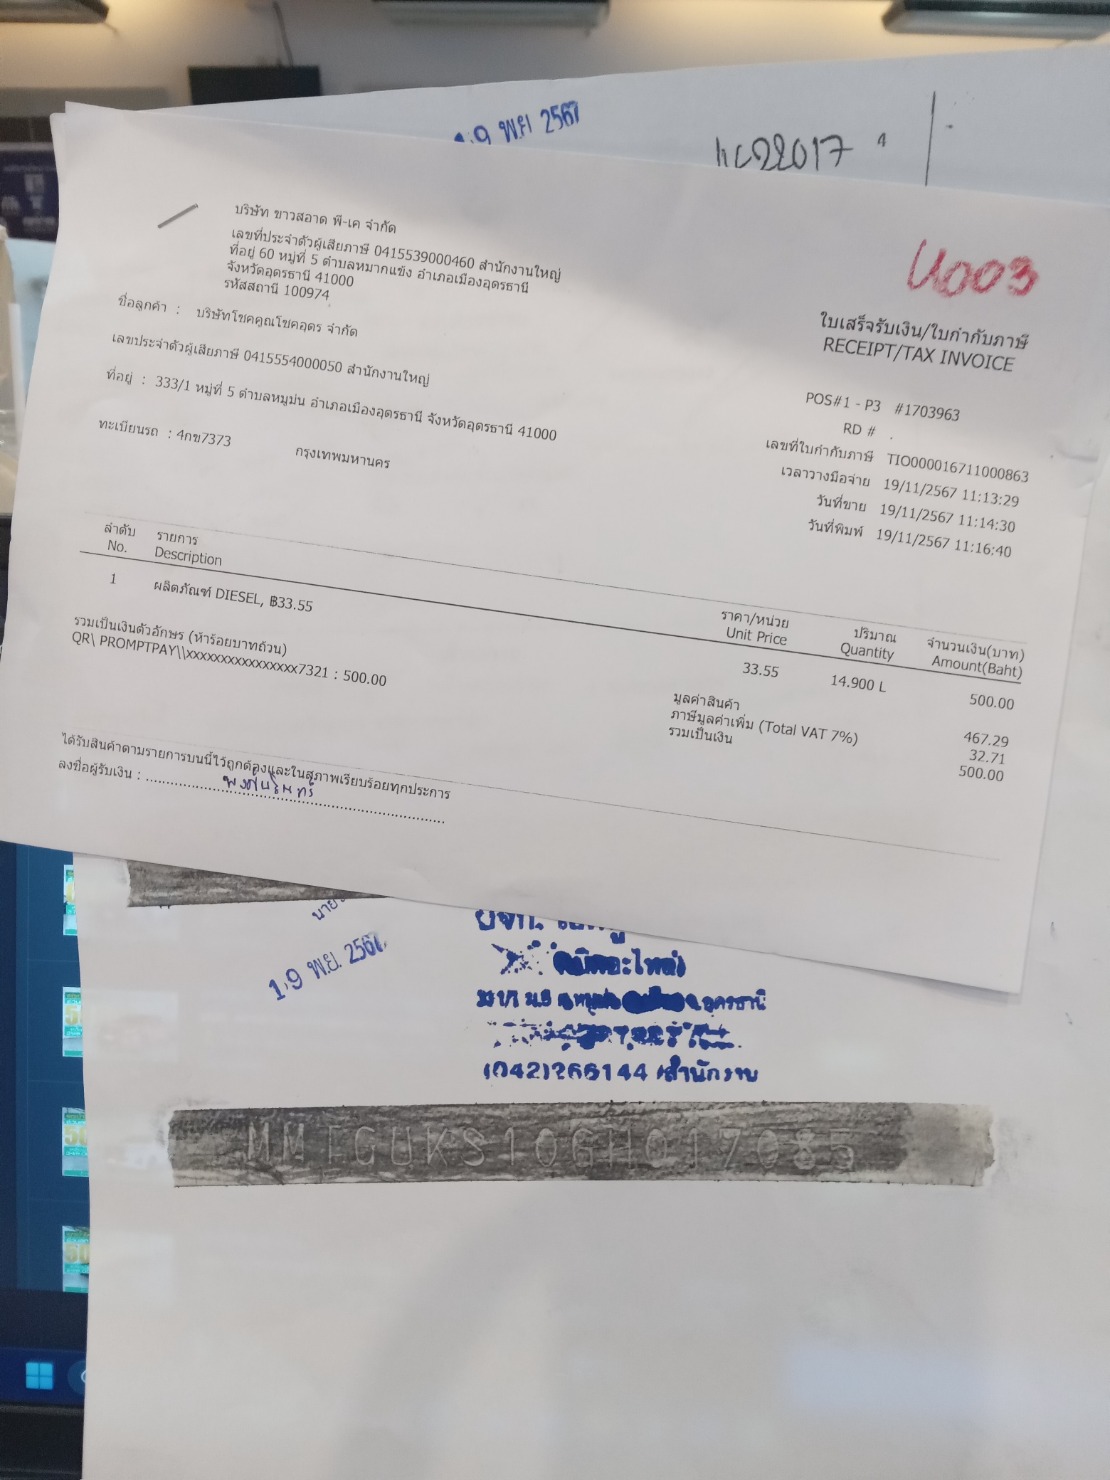 19 พ.ย. 2567
22017
บริษัท ขาวสอาด พี-เค จำกัด
เลขที่ประจำตัวผู้เสียภาษี 0415539000460 สำนักงานใหญ่
ที่อยู่ 60 หมู่ที่ 5 ตำบลหมากแข้ง อำเภอเมืองอุดรธานี
จังหวัดอุดรธานี 41000
รหัสสถานี 100974
U003
ใบเสร็จรับเงิน/ใบกำกับภาษี
RECEIPT/TAX INVOICE
ชื่อลูกค้า : บริษัทโชคคูณโชคอุดร จำกัด
เลขประจำตัวผู้เสียภาษี 0415554000050 สำนักงานใหญ่
ที่อยู่ : 333/1 หมู่ที่ 5 ตำบลหมูม่น อำเภอเมืองอุดรธานี จังหวัดอุดรธานี 41000
ทะเบียนรถ : 4กข7373 กรุงเทพมหานคร
POS#1 - P3 #1703963
RD # .
เลขที่ใบกำกับภาษี TIO000016711000863
เวลาวางมือจ่าย 19/11/2567 11:13:29
วันที่ขาย 19/11/2567 11:14:30
วันที่พิมพ์ 19/11/2567 11:16:40
ลำดับ รายการ ราคา/หน่วย ปริมาณ จำนวนเงิน(บาท)
No. Description Unit Price Quantity Amount(Baht)
1 ผลิตภัณฑ์ DIESEL, ฿33.55 33.55 14.900 L 500.00
รวมเป็นเงินตัวอักษร (ห้าร้อยบาทถ้วน)
QR\ PROMPTPAY\\xxxxxxxxxxxxxxxx7321 : 500.00
มูลค่าสินค้า 467.29
ภาษีมูลค่าเพิ่ม (Total VAT 7%) 32.71
รวมเป็นเงิน 500.00
ได้รับสินค้าตามรายการบนนี้ไว้ถูกต้องและในสภาพเรียบร้อยทุกประการ
ลงชื่อผู้รับเงิน :
19 พ.ย. 2567
(042)266144 สำนักงาน